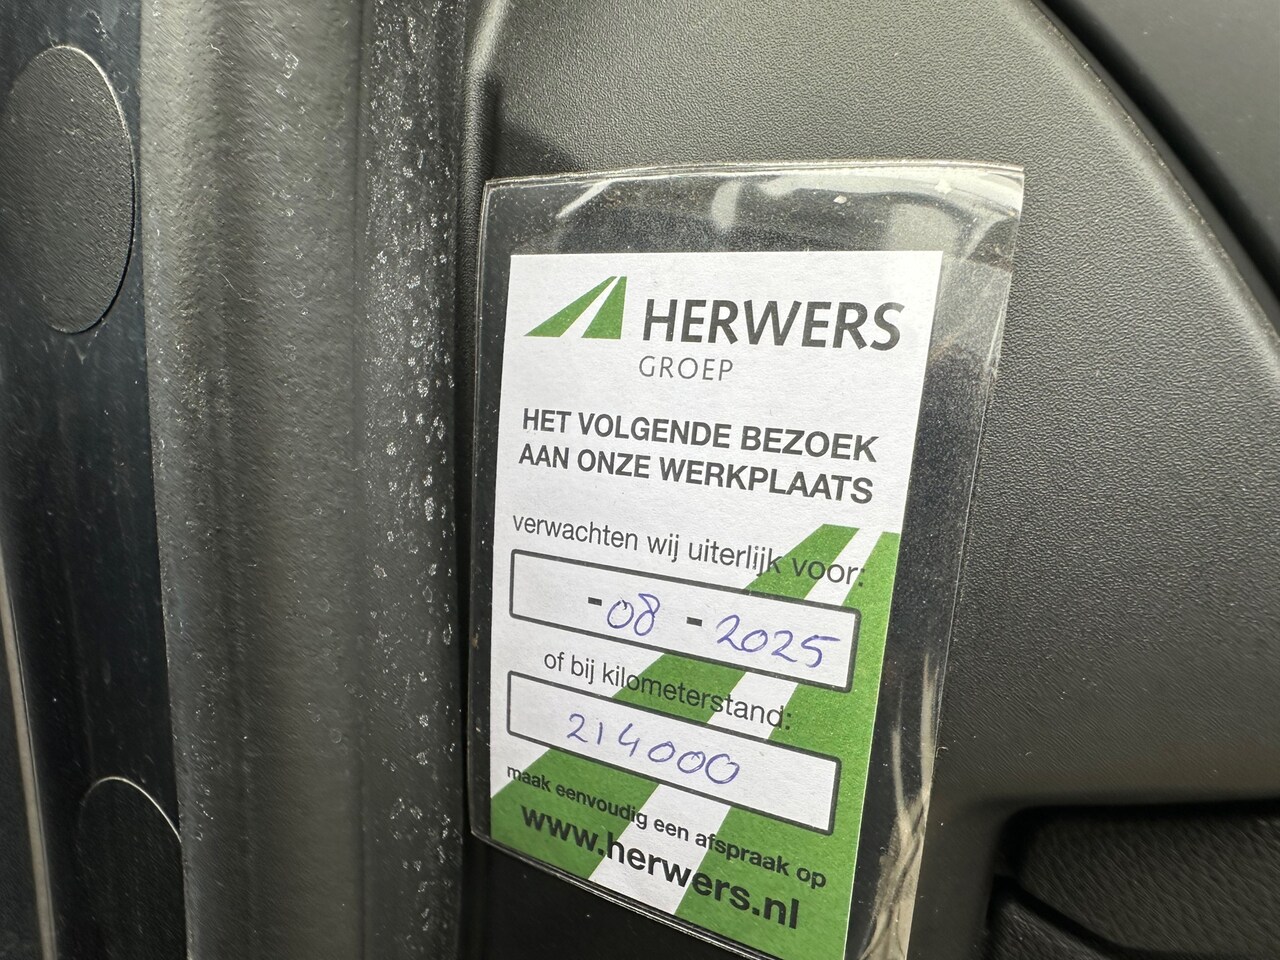 HERWERS
GROEP
HET VOLGENDE BEZOEK
AAN ONZE WERKPLAATS
verwachten wij uiterlijk voor:
-08-2025
of bij kilometerstand:
214000
maak eenvoudig een afspraak op
www.herwers.nl